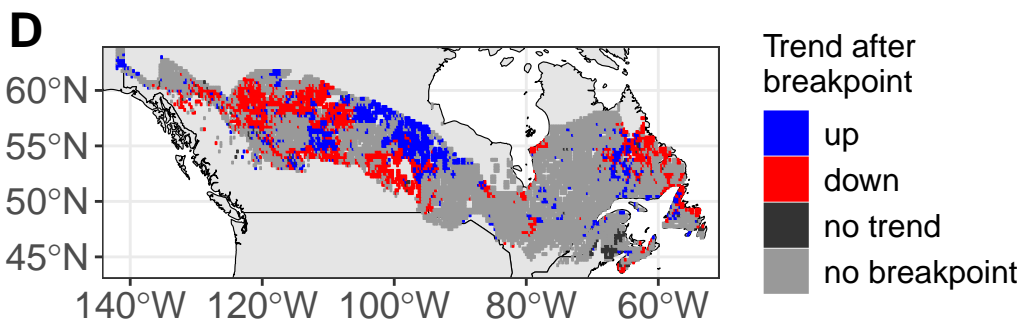 D
Trend after
breakpoint
up
down
no trend
no breakpoint
60°N
55°N
50°N
45°N
140°W 120°W 100°W 80°W 60°W